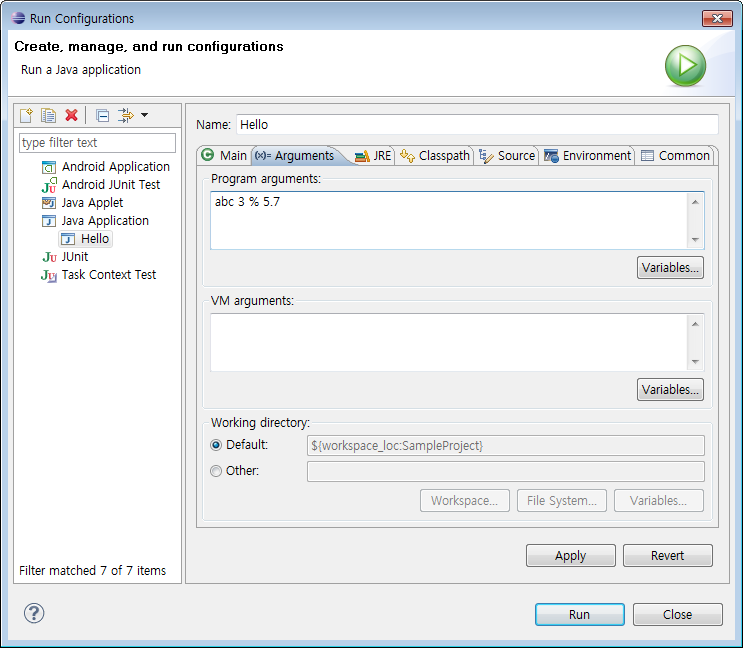 Run Configurations
Create, manage, and run configurations
Run a Java application
type filter text
Android Application
Android JUnit Test
Java Applet
Java Application
Hello
JUnit
Task Context Test
Filter matched 7 of 7 items
Name: Hello
Main (x)= Arguments JRE Classpath Source Environment Common
Program arguments:
abc 3 % 5.7
Variables...
VM arguments:
Variables...
Working directory:
Default: ${workspace_loc:SampleProject}
Other:
Workspace... File System... Variables...
Apply Revert
Run Close